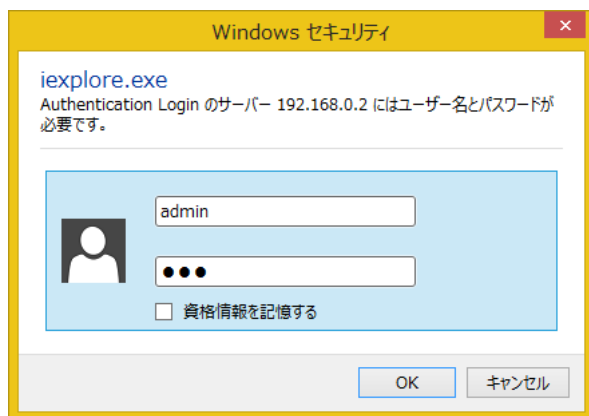 Windows セキュリティ
iexplore.exe
Authentication Login のサーバー 192.168.0.2 にはユーザー名とパスワードが
必要です。
admin
●●●
資格情報を記憶する
OK キャンセル